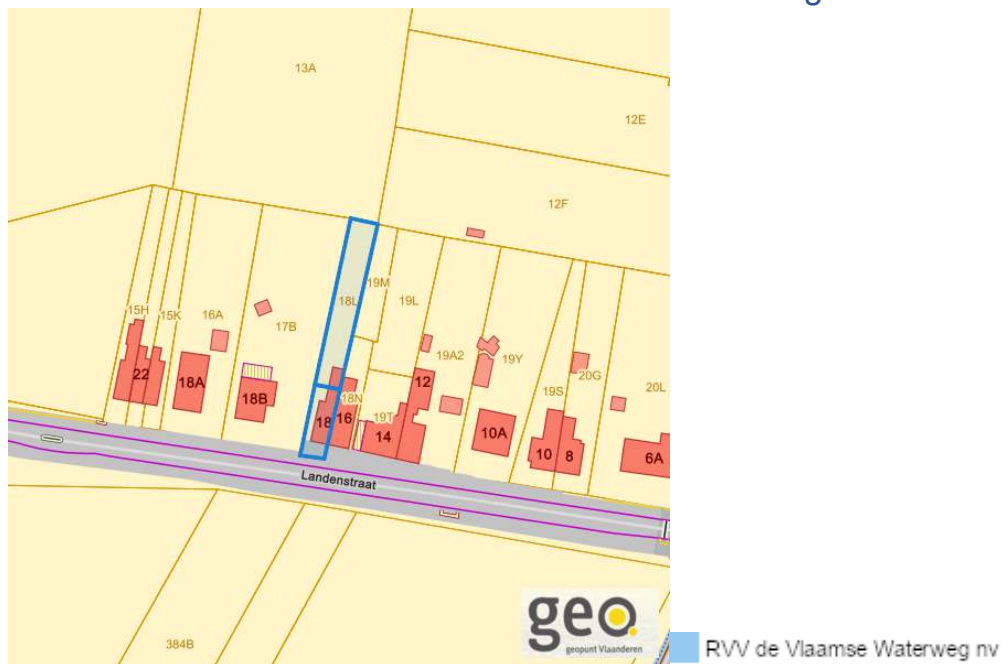 g
13A
12E
12F
19M
18L
19L
15H
15K
16A
17B
19A2
19Y
20G
19S
20L
22
18A
18B
12
18N
18
16
19T
14
10A
10
8
6A
Landenstraat
384B
geo.
geopunt Vlaanderen
RVV de Vlaamse Waterweg nv